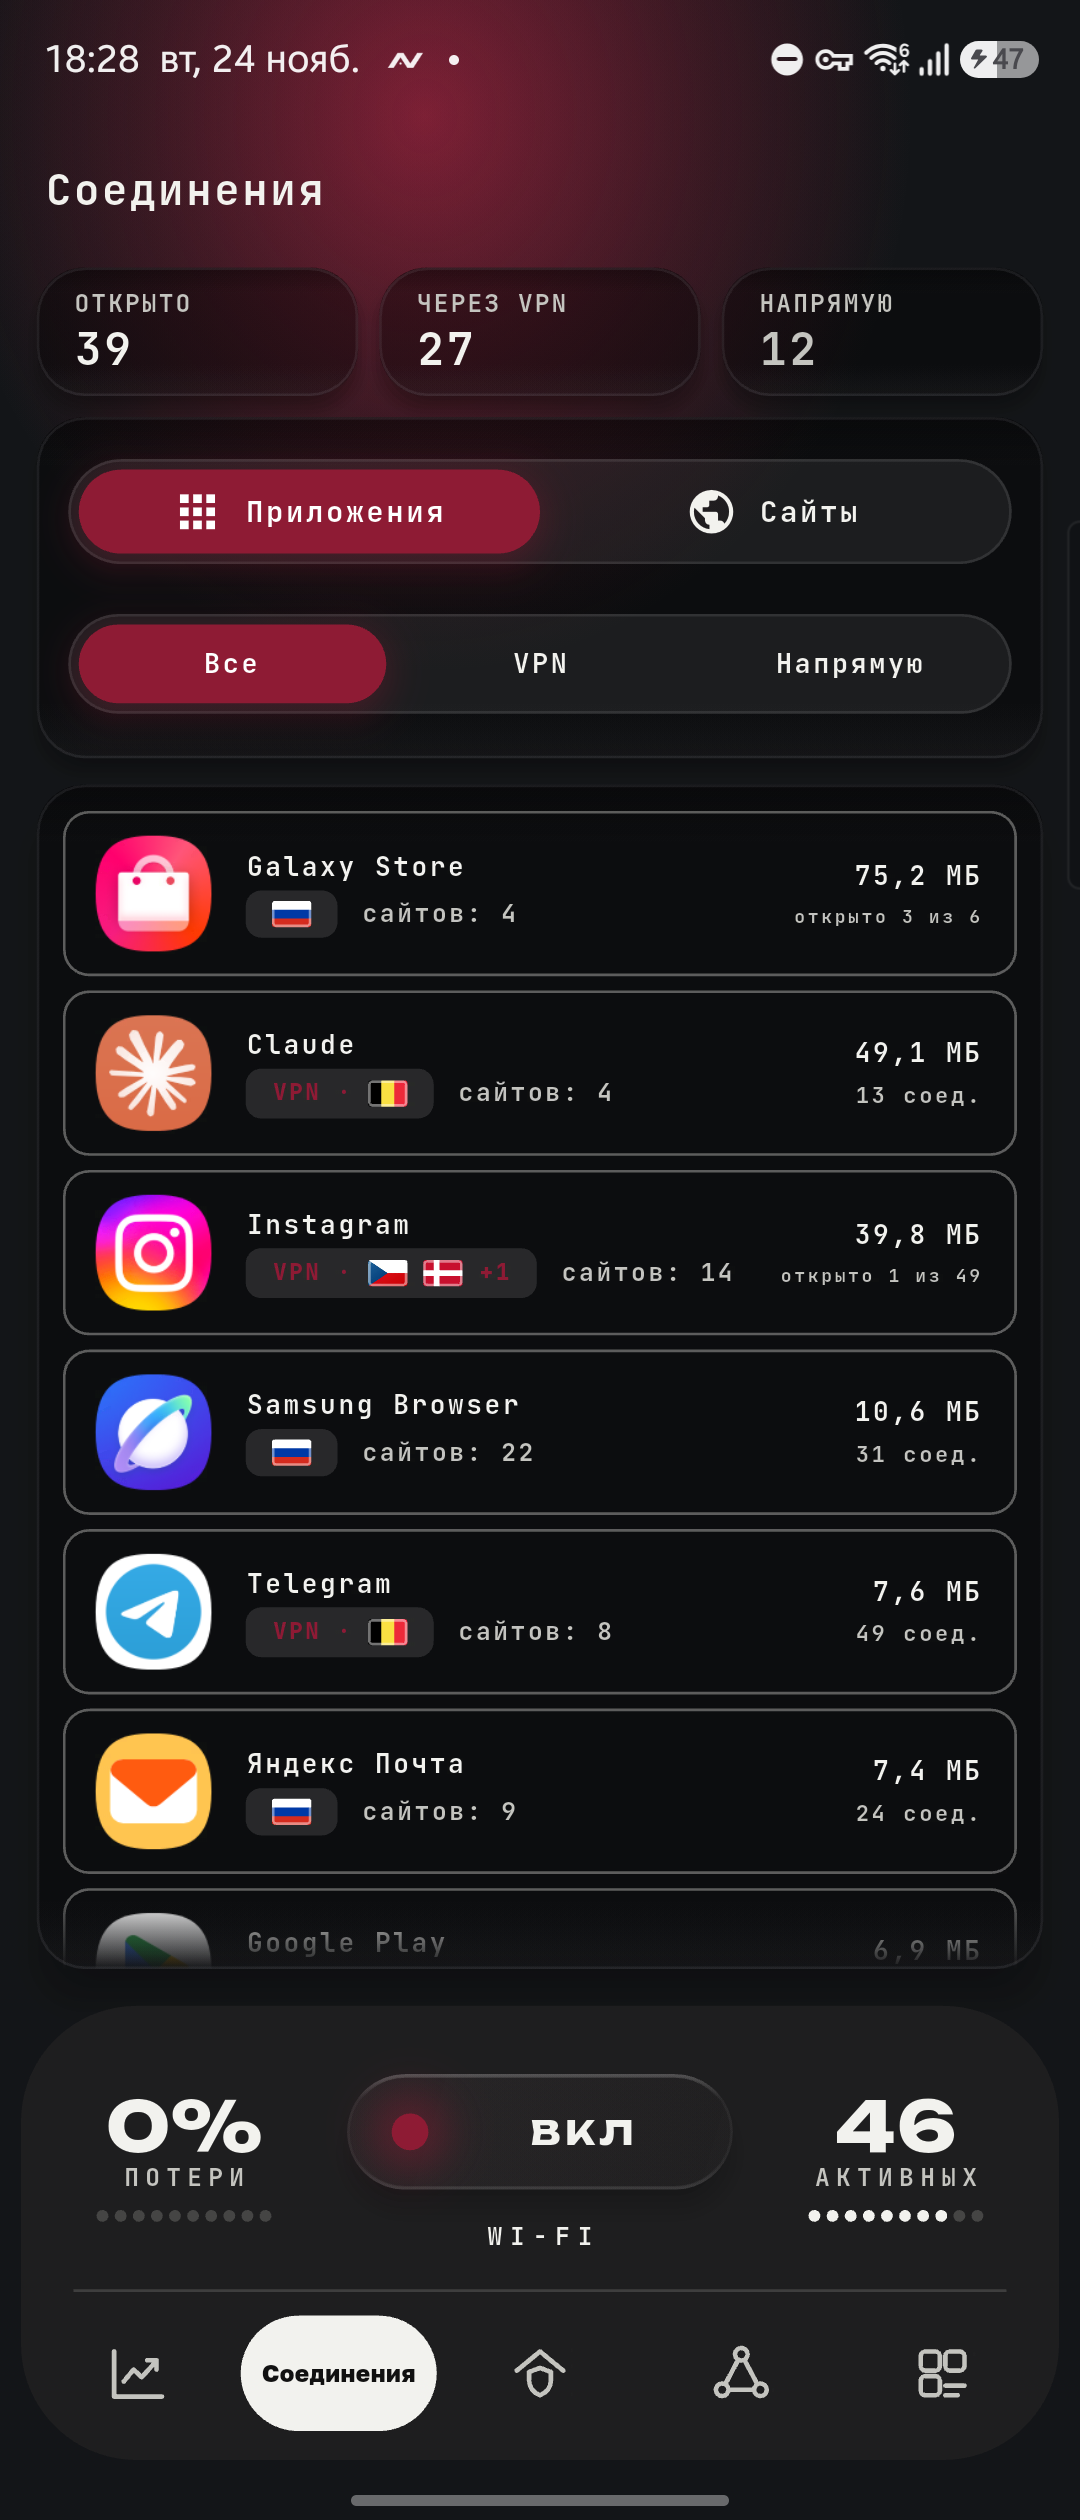 18:28 вт, 24 нояб.
6
47
Соединения
ОТКРЫТО
39
ЧЕРЕЗ VPN
27
НАПРЯМУЮ
12
Приложения
Сайты
Все
VPN
Напрямую
Galaxy Store
сайтов: 4
75,2 МБ
открыто 3 из 6
Claude
VPN ·
сайтов: 4
49,1 МБ
13 соед.
Instagram
VPN ·
+1
сайтов: 14
39,8 МБ
открыто 1 из 49
Samsung Browser
сайтов: 22
10,6 МБ
31 соед.
Telegram
VPN ·
сайтов: 8
7,6 МБ
49 соед.
Яндекс Почта
сайтов: 9
7,4 МБ
24 соед.
Google Play
6,9 МБ
0%
ПОТЕРИ
ВКЛ
WI-FI
46
АКТИВНЫХ
Соединения